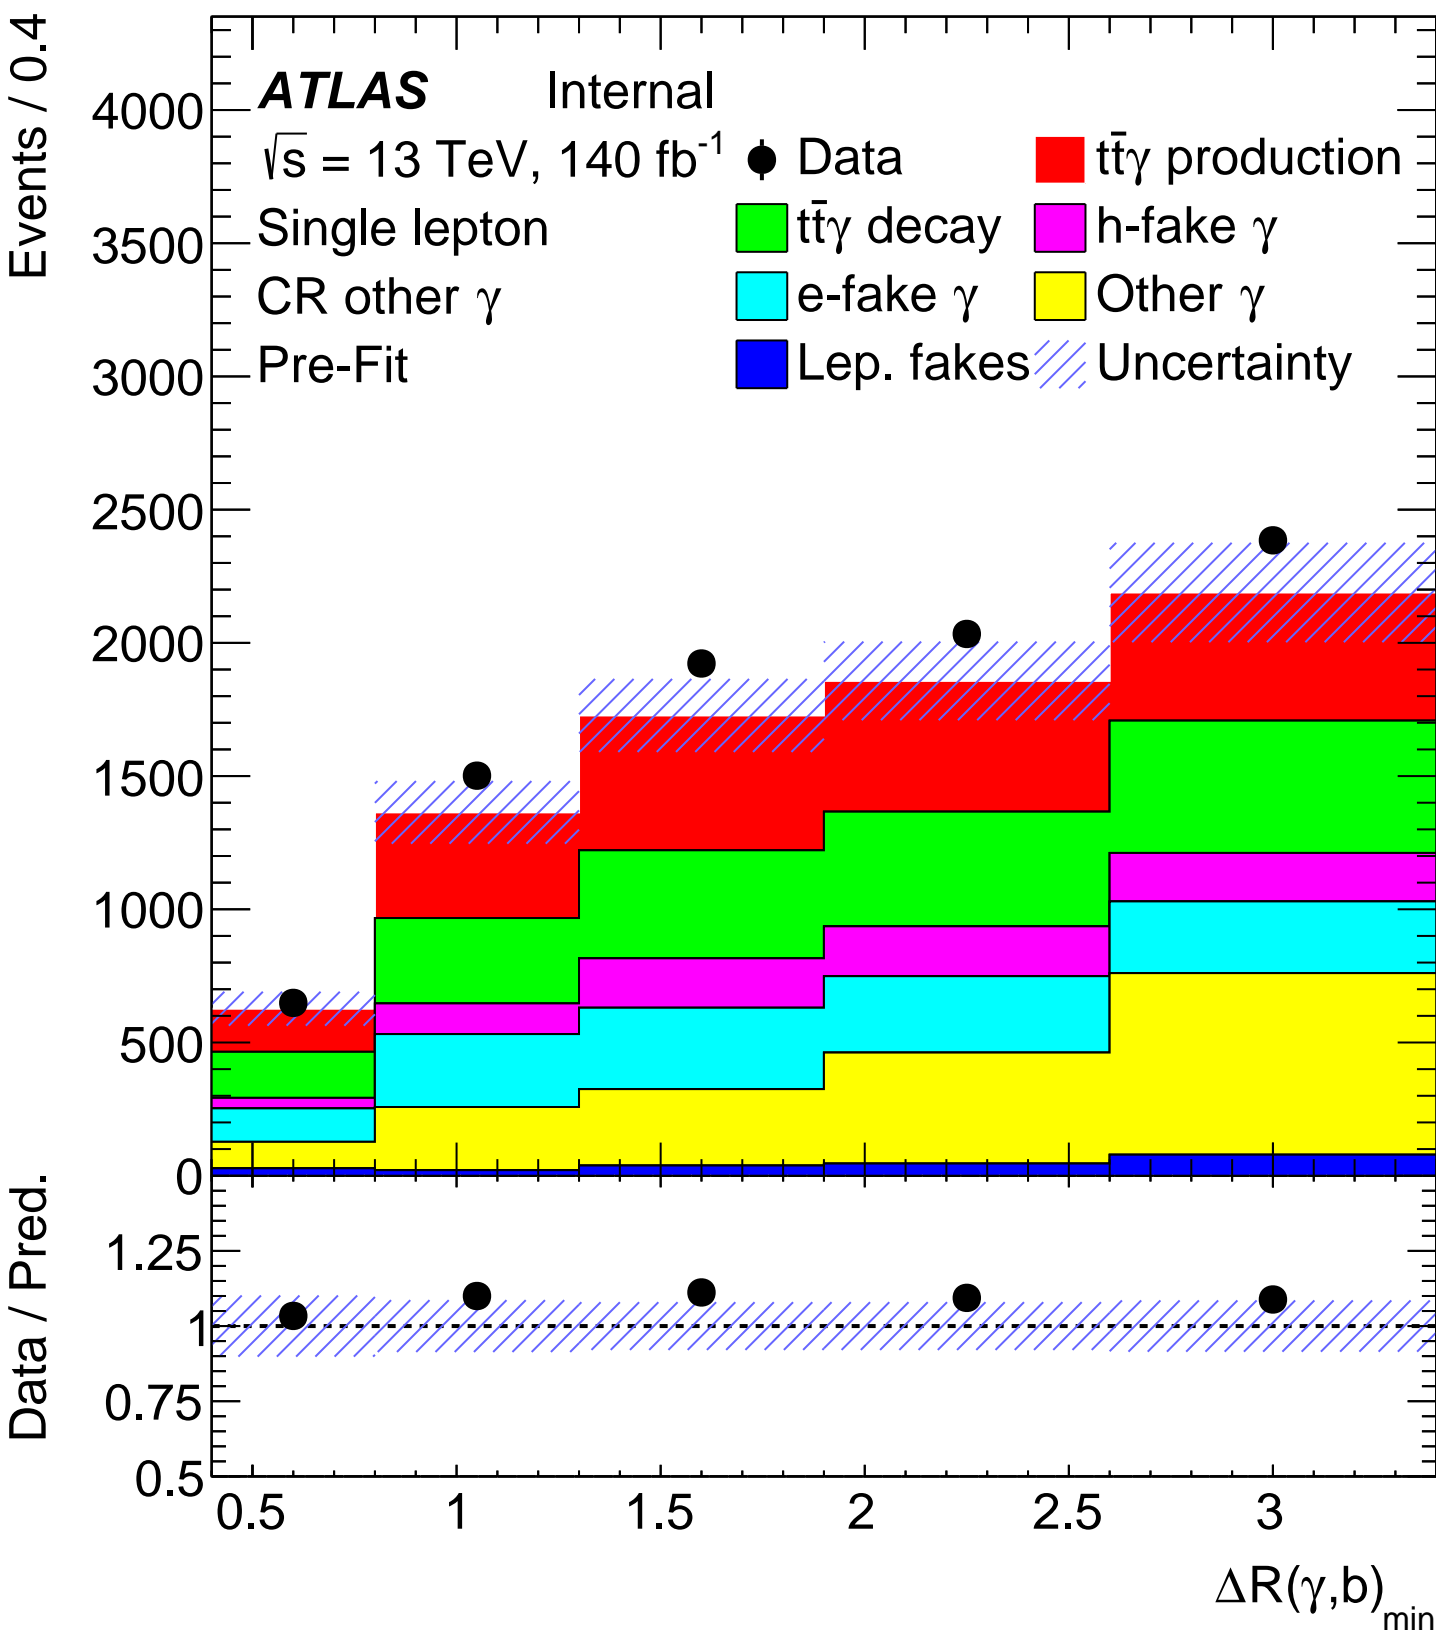 Events / 0.4
4000
3500
3000
2500
2000
1500
1000
500
0
ATLAS Internal
√s = 13 TeV, 140 fb⁻¹
Single lepton
CR other γ
Pre-Fit
Data
tt̄γ production
tt̄γ decay
h-fake γ
e-fake γ
Other γ
Lep. fakes
Uncertainty
Data / Pred.
1.25
1
0.75
0.5
0.5 1 1.5 2 2.5 3
ΔR(γ,b)min